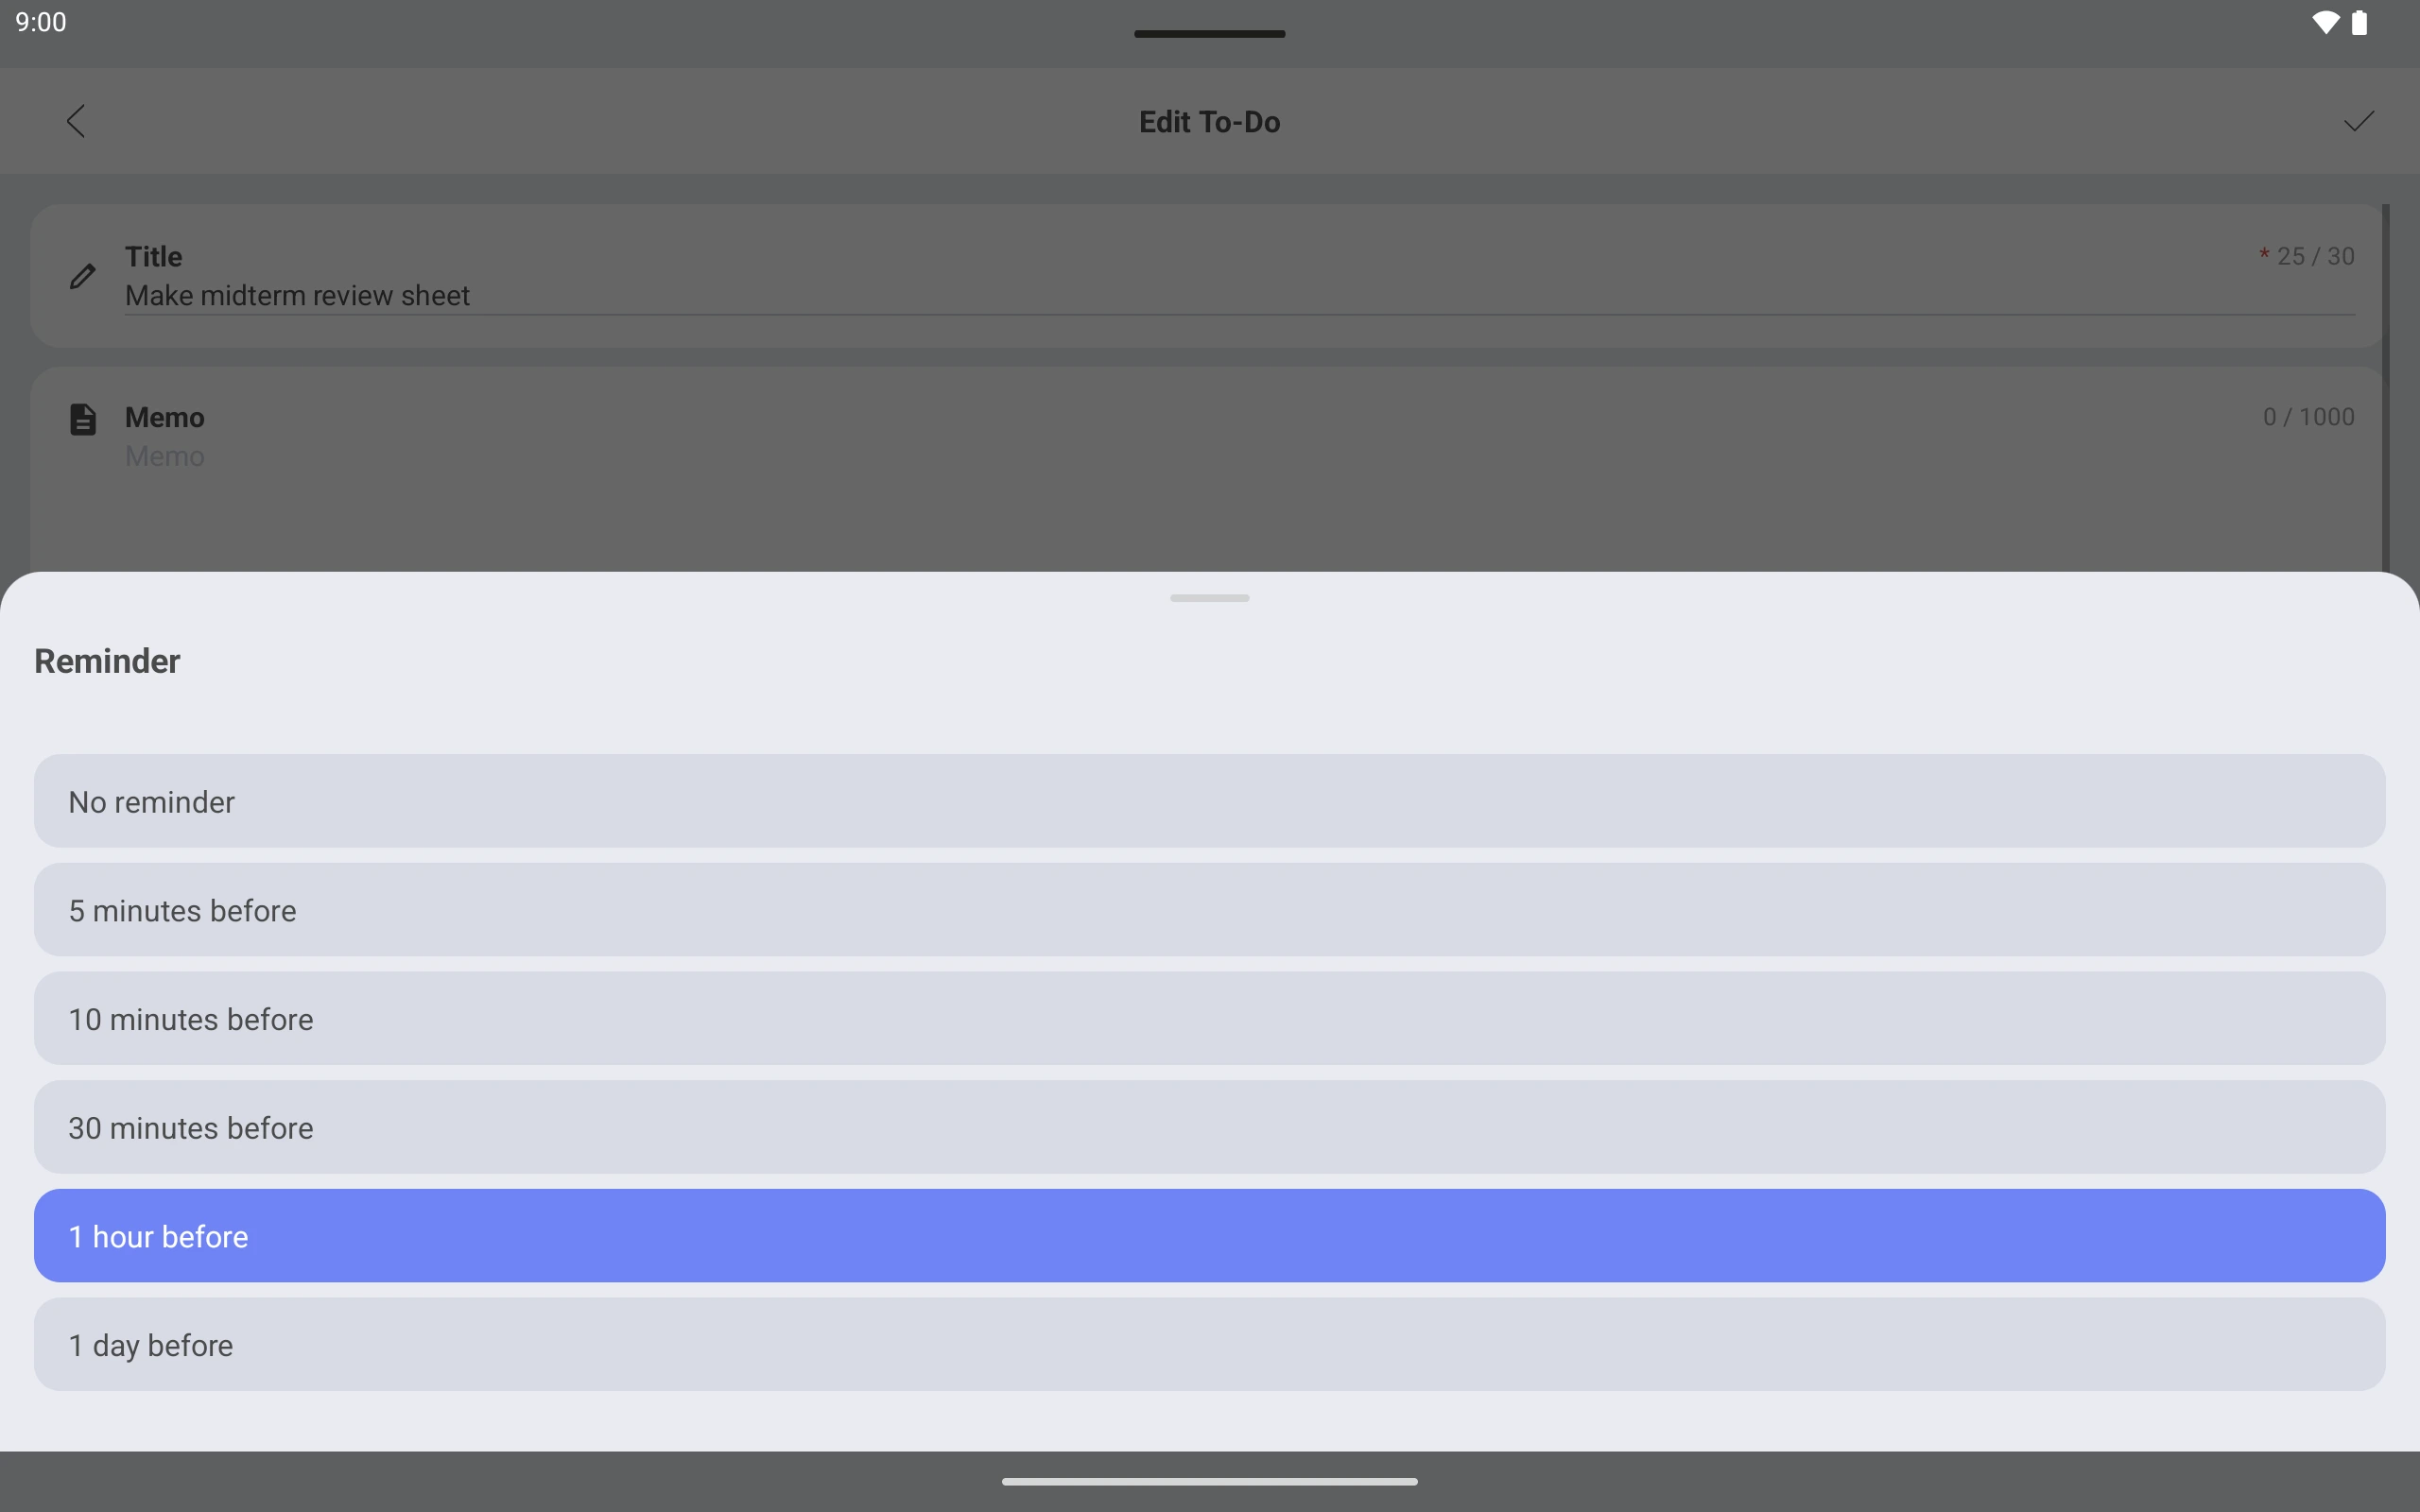 9:00
Edit To-Do
Title
* 25 / 30
Make midterm review sheet
Memo
0 / 1000
Memo
Reminder
No reminder
5 minutes before
10 minutes before
30 minutes before
1 hour before
1 day before